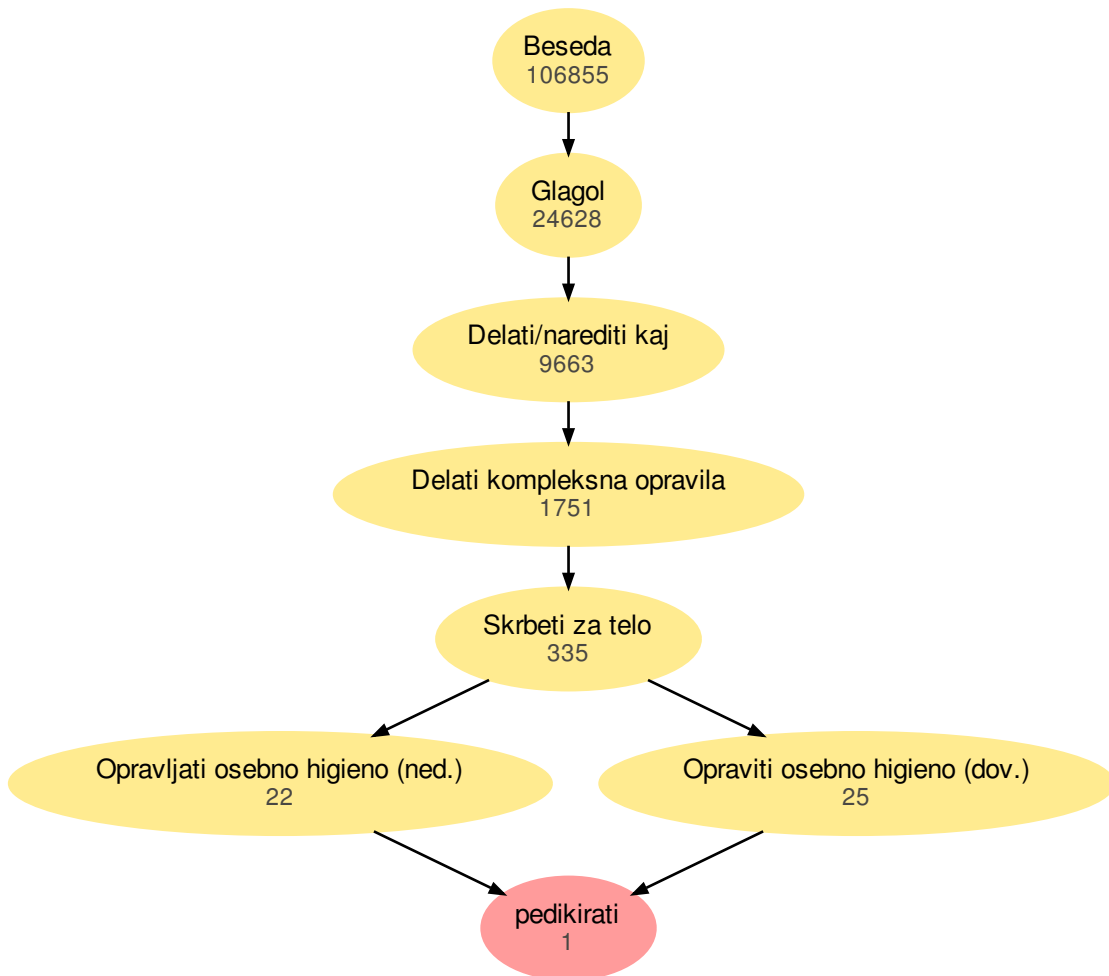 Beseda
106855
Glagol
24628
Delati/narediti kaj
9663
Delati kompleksna opravila
1751
Skrbeti za telo
335
Opravljati osebno higieno (ned.)
22
Opraviti osebno higieno (dov.)
25
pedikirati
1